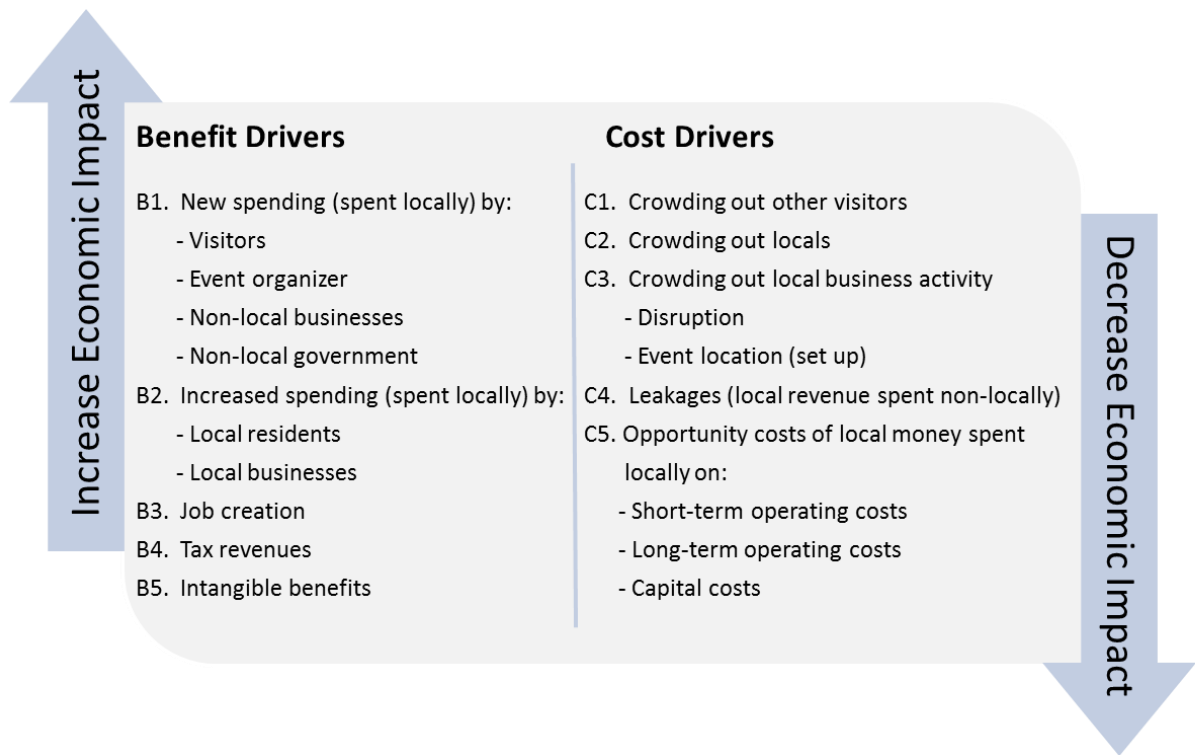 Increase Economic Impact
Benefit Drivers
B1. New spending (spent locally) by:
- Visitors
- Event organizer
- Non-local businesses
- Non-local government
B2. Increased spending (spent locally) by:
- Local residents
- Local businesses
B3. Job creation
B4. Tax revenues
B5. Intangible benefits
Cost Drivers
C1. Crowding out other visitors
C2. Crowding out locals
C3. Crowding out local business activity
- Disruption
- Event location (set up)
C4. Leakages (local revenue spent non-locally)
C5. Opportunity costs of local money spent
locally on:
- Short-term operating costs
- Long-term operating costs
- Capital costs
Decrease Economic Impact